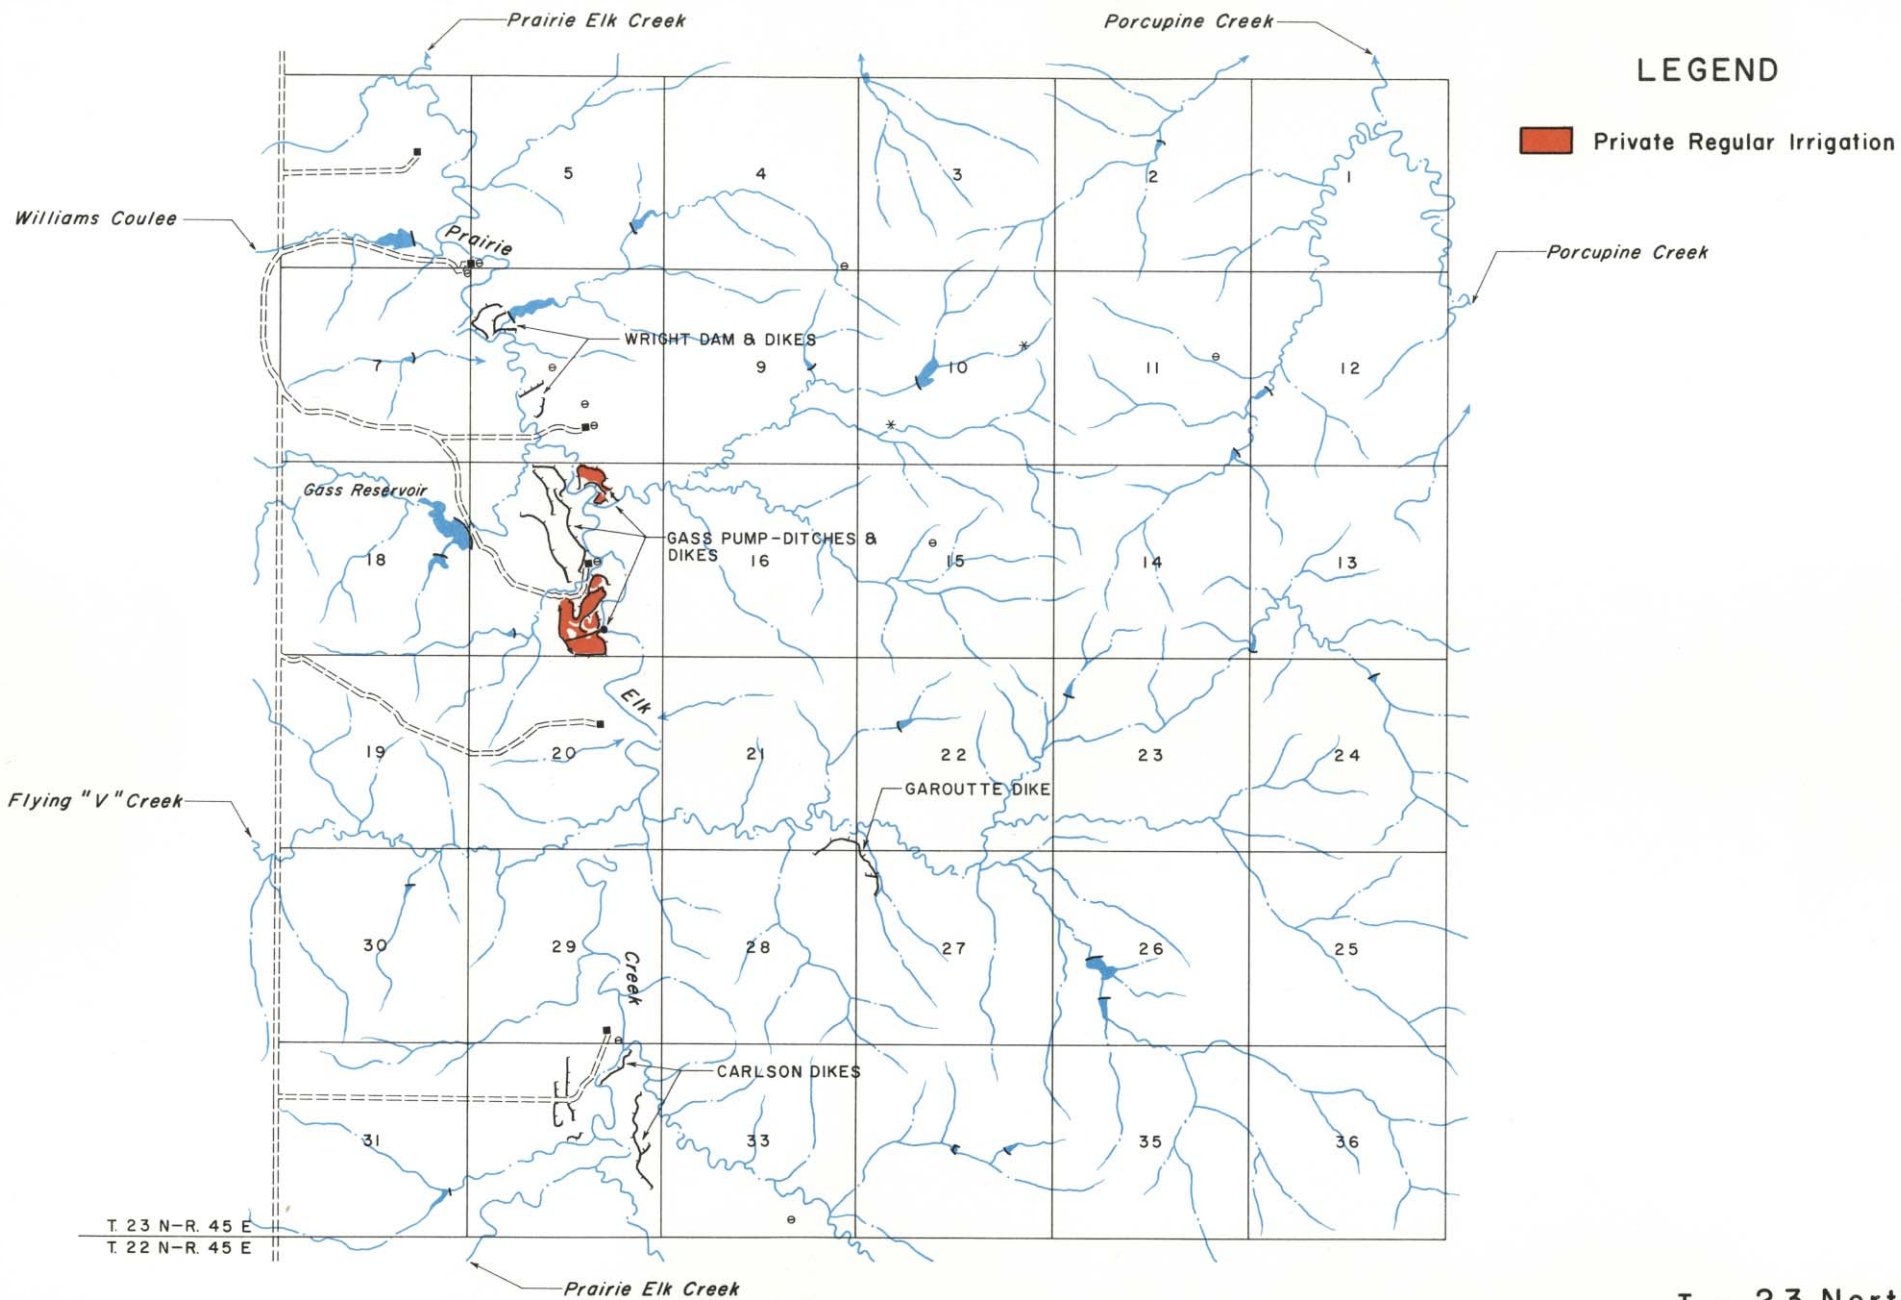 Prairie Elk Creek
Porcupine Creek
LEGEND
Private Regular Irrigation
5
4
3
2
1
Williams Coulee
Prairie
Porcupine Creek
WRIGHT DAM & DIKES
7
9
10
11
12
Gass Reservoir
GASS PUMP-DITCHES &
DIKES
18
16
15
14
13
Elk
19
20
21
22
23
24
GAROUTTE DIKE
Flying "V" Creek
30
29
28
27
26
25
Creek
CARLSON DIKES
31
33
35
36
T. 23 N-R. 45 E
T. 22 N-R. 45 E
Prairie Elk Creek
23 Nort